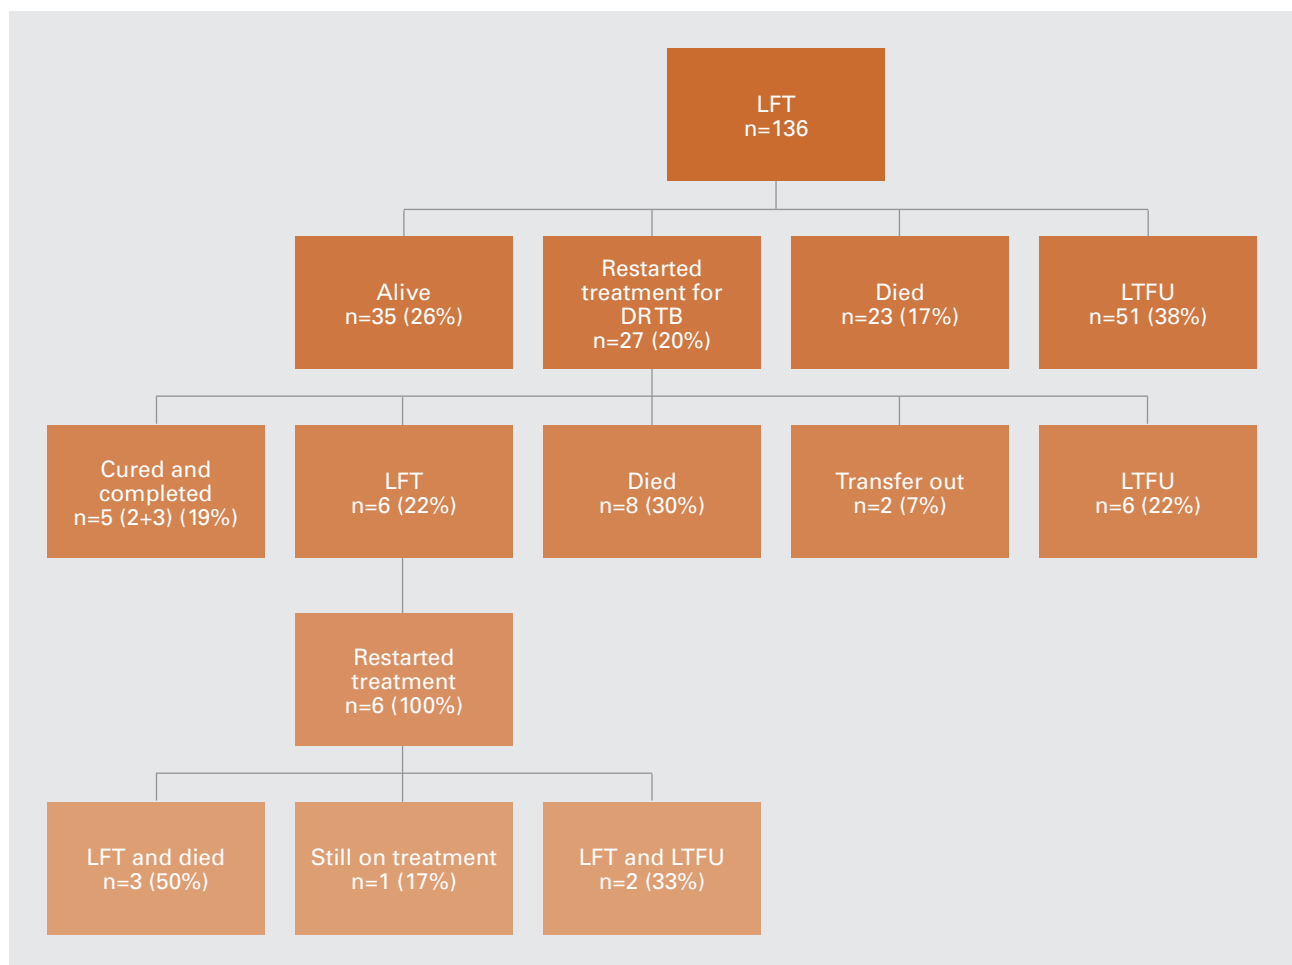 LFT
n=136
Alive
n=35 (26%)
Restarted
treatment for
DR TB
n=27 (20%)
Died
n=23 (17%)
LTFU
n=51 (38%)
Cured and
completed
n=5 (2+3) (19%)
LFT
n=6 (22%)
Died
n=8 (30%)
Transfer out
n=2 (7%)
LTFU
n=6 (22%)
Restarted
treatment
n=6 (100%)
LFT and died
n=3 (50%)
Still on treatment
n=1 (17%)
LFT and LTFU
n=2 (33%)